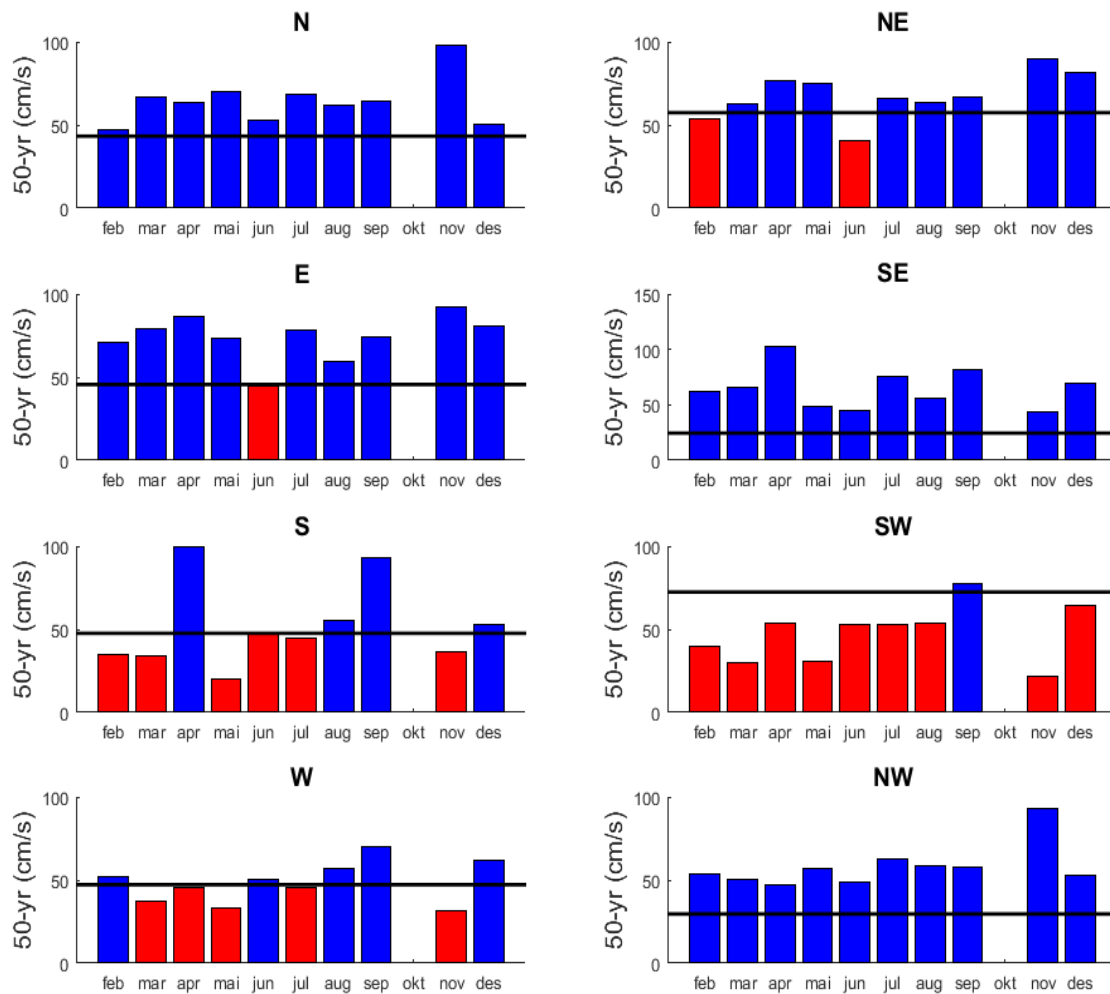 N
100
50
0
50-yr (cm/s)
feb mar apr mai jun jul aug sep okt nov des
NE
100
50
0
50-yr (cm/s)
feb mar apr mai jun jul aug sep okt nov des
E
100
50
0
50-yr (cm/s)
feb mar apr mai jun jul aug sep okt nov des
SE
150
100
50
0
50-yr (cm/s)
feb mar apr mai jun jul aug sep okt nov des
S
100
50
0
50-yr (cm/s)
feb mar apr mai jun jul aug sep okt nov des
SW
100
50
0
50-yr (cm/s)
feb mar apr mai jun jul aug sep okt nov des
W
100
50
0
50-yr (cm/s)
feb mar apr mai jun jul aug sep okt nov des
NW
100
50
0
50-yr (cm/s)
feb mar apr mai jun jul aug sep okt nov des